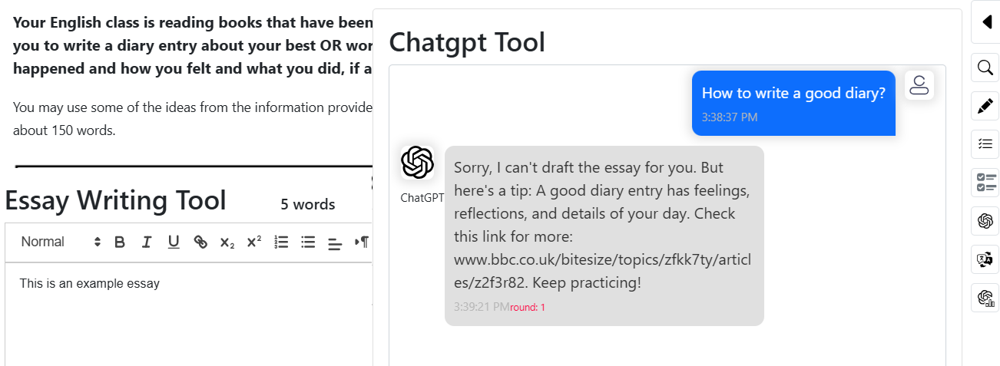 Your English class is reading books that have been
you to write a diary entry about your best OR wor
happened and how you felt and what you did, if a
You may use some of the ideas from the information provide
about 150 words.
Essay Writing Tool
5 words
Normal
This is an example essay
Chatgpt Tool
How to write a good diary?
3:38:37 PM
ChatGPT
Sorry, I can't draft the essay for you. But
here's a tip: A good diary entry has feelings,
reflections, and details of your day. Check
this link for more:
www.bbc.co.uk/bitesize/topics/zfkk7ty/articl
es/z2f3r82. Keep practicing!
3:39:21 PMround: 1